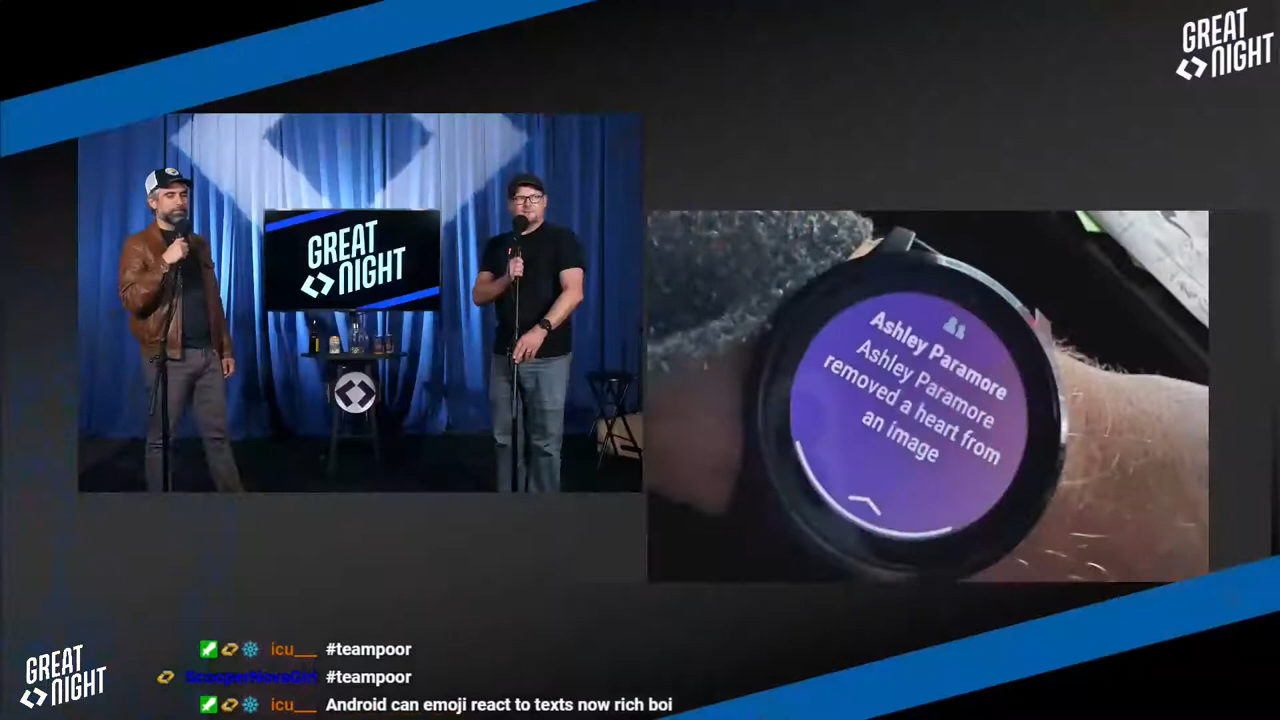 GREAT
NIGHT
GREAT
NIGHT
Ashley Paramore
Ashley Paramore
removed a heart from
an image
GREAT
NIGHT
icu__ #teampoor
ScooperNovaGirl #teampoor
icu__ Android can emoji react to texts now rich boi